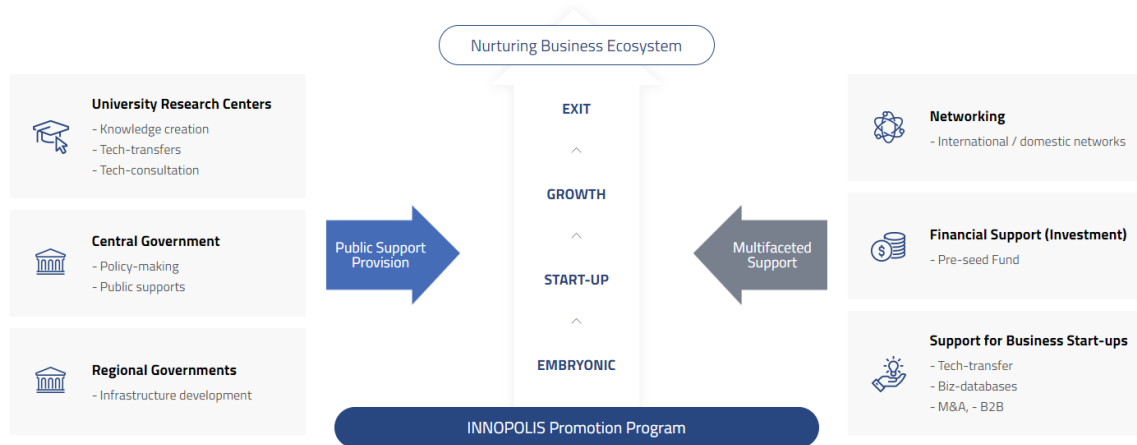 Nurturing Business Ecosystem
University Research Centers
- Knowledge creation
- Tech-transfers
- Tech-consultation
Central Government
- Policy-making
- Public supports
Regional Governments
- Infrastructure development
Public Support
Provision
EXIT
GROWTH
START-UP
EMBRYONIC
Multifaceted
Support
Networking
- International / domestic networks
Financial Support (Investment)
- Pre-seed Fund
Support for Business Start-ups
- Tech-transfer
- Biz-databases
- M&A, - B2B
INNOPOLIS Promotion Program